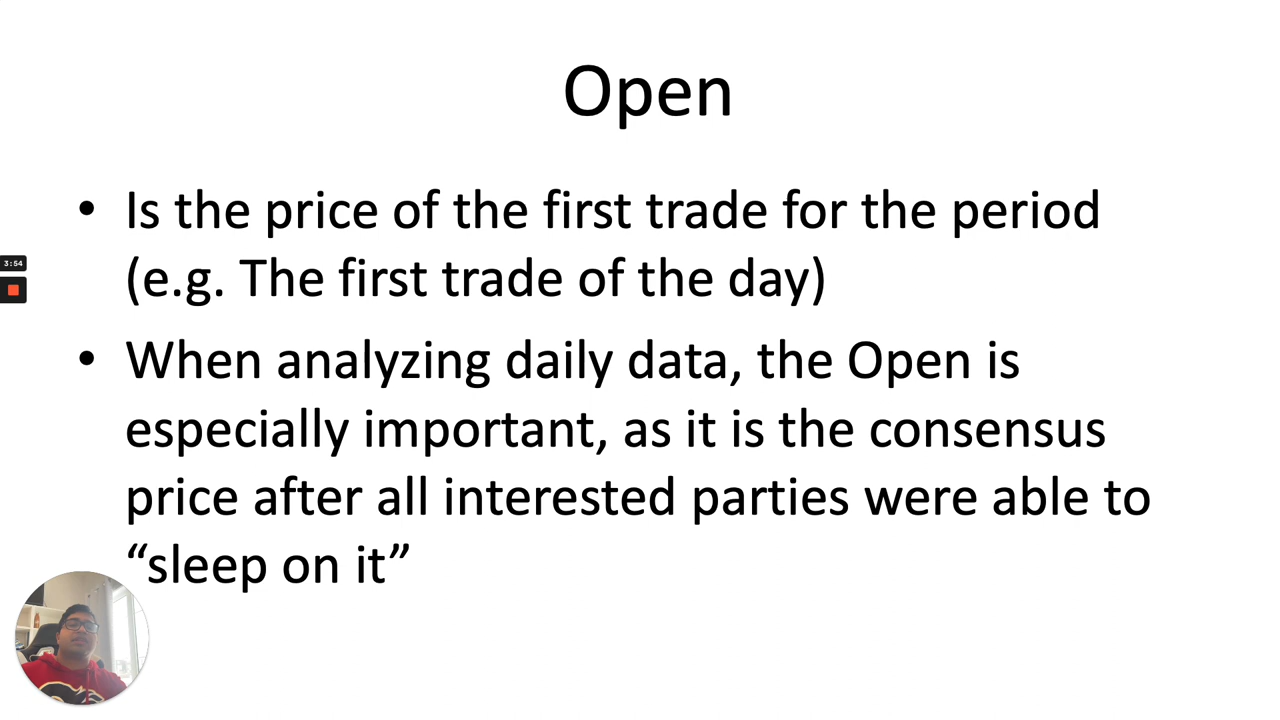 Open
• Is the price of the first trade for the period
(e.g. The first trade of the day)
• When analyzing daily data, the Open is
especially important, as it is the consensus
price after all interested parties were able to
“sleep on it”
3:54